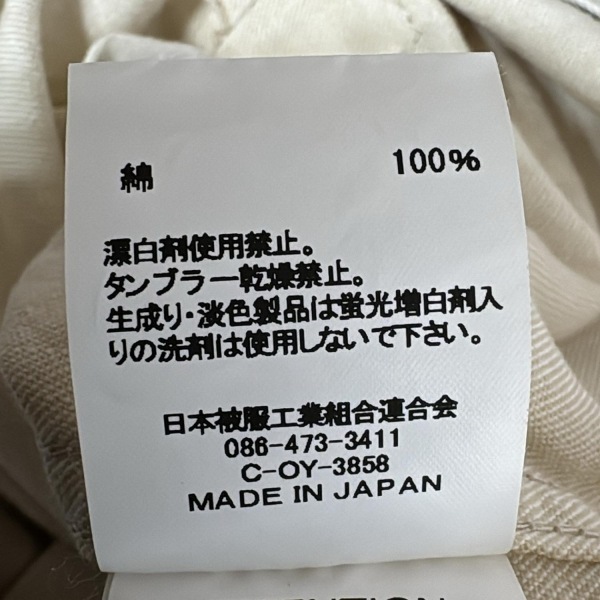 綿 100%
漂白剤使用禁止。
タンブラー乾燥禁止。
生成り・淡色製品は蛍光増白剤入
りの洗剤は使用しないで下さい。
日本被服工業組合連合会
086-473-3411
C-OY-3858
MADE IN JAPAN